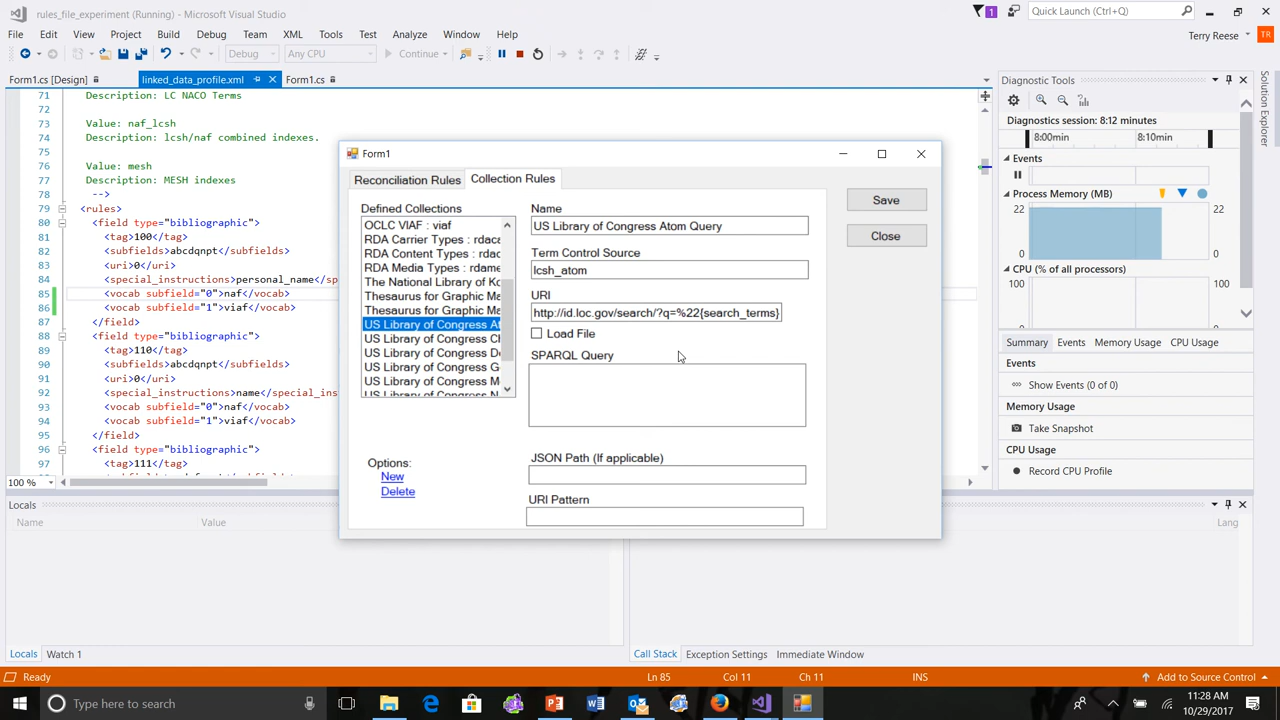 rules_file_experiment (Running) - Microsoft Visual Studio
1
Quick Launch (Ctrl+Q)
File Edit View Project Build Debug Team XML Tools Test Analyze Window Help
Terry Reese
TR
Debug Any CPU Continue
Form1.cs [Design] linked_data_profile.xml Form1.cs
Diagnostic Tools
Solution Explorer
71 Description: LC NACO Terms
72
73 Value: naf_lcsh
74 Description: lcsh/naf combined indexes.
75
76 Value: mesh
77 Description: MESH indexes
78 -->
79 <rules>
80 <field type="bibliographic">
81 <tag>100</tag>
82 <subfields>abcdqnpt</subfields>
83 <uri>0</uri>
84 <special_instructions>personal_name</sp
85 <vocab subfield="0">naf</vocab>
86 <vocab subfield="1">viaf</vocab>
87 </field>
88 <field type="bibliographic">
89 <tag>110</tag>
90 <subfields>abcdqnpt</subfields>
91 <uri>0</uri>
92 <special_instructions>name</special_ins
93 <vocab subfield="0">naf</vocab>
94 <vocab subfield="1">viaf</vocab>
95 </field>
96 <field type="bibliographic">
97 <tag>111</tag>
100 %
Form1
Reconciliation Rules Collection Rules
Defined Collections
OCLC VIAF : viaf
RDA Carrier Types : rdaca
RDA Content Types : rdac
RDA Media Types : rdame
The National Library of Ko
Thesaurus for Graphic Ma
Thesaurus for Graphic Ma
US Library of Congress At
US Library of Congress Ch
US Library of Congress De
US Library of Congress G
US Library of Congress M
US Library of Congress N
Options:
New
Delete
Name
US Library of Congress Atom Query
Term Control Source
lcsh_atom
URI
http://id.loc.gov/search/?q=%22{search_terms}
Load File
SPARQL Query
JSON Path (If applicable)
URI Pattern
Save
Close
Diagnostics session: 8:12 minutes
8:00min 8:10min
Events
Process Memory (MB)
22 22
0 0
CPU (% of all processors)
100 100
0 0
Summary Events Memory Usage CPU Usage
Events
Show Events (0 of 0)
Memory Usage
Take Snapshot
CPU Usage
Record CPU Profile
Locals
Name Value
Lang
Locals Watch 1
Call Stack Exception Settings Immediate Window
Ready Ln 85 Col 11 Ch 11 INS Add to Source Control
Type here to search
11:28 AM
10/29/2017